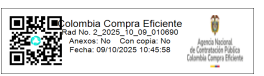 Colombia Compra Eficiente
Rad No. 2_2025_10_09_010690
Anexos: No Con copia: No
Fecha: 09/10/2025 10:45:58
Agencia Nacional
de Contratación Pública
Colombia Compra Eficiente